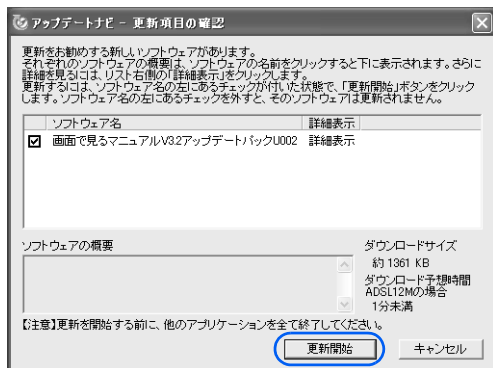 アップデートナビ - 更新項目の確認
更新をお勧めする新しいソフトウェアがあります。
それぞれのソフトウェアの概要は、ソフトウェアの名前をクリックすると下に表示されます。さらに
詳細を見るには、リスト右側の「詳細表示」をクリックします。
更新するには、ソフトウェア名の左にあるチェックが付いた状態で、「更新開始」ボタンをクリック
します。ソフトウェア名の左にあるチェックを外すと、そのソフトウェアは更新されません。
ソフトウェア名 詳細表示
画面で見るマニュアルV3.2アップデートパックU002 詳細表示
ソフトウェアの概要
ダウンロードサイズ
約 1361 KB
ダウンロード予想時間
ADSL12Mの場合
1分未満
【注意】更新を開始する前に、他のアプリケーションを全て終了してください。
更新開始 キャンセル